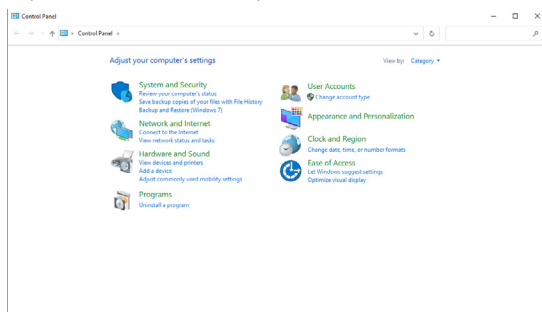 Control Panel
Control Panel
Adjust your computer's settings
View by: Category
System and Security
Review your computer's status
Save backup copies of your files with File History
Backup and Restore (Windows 7)
Network and Internet
Connect to the Internet
View network status and tasks
Hardware and Sound
View devices and printers
Add a device
Adjust commonly used mobility settings
Programs
Uninstall a program
User Accounts
Change account type
Appearance and Personalization
Clock and Region
Change date, time, or number formats
Ease of Access
Let Windows suggest settings
Optimize visual display